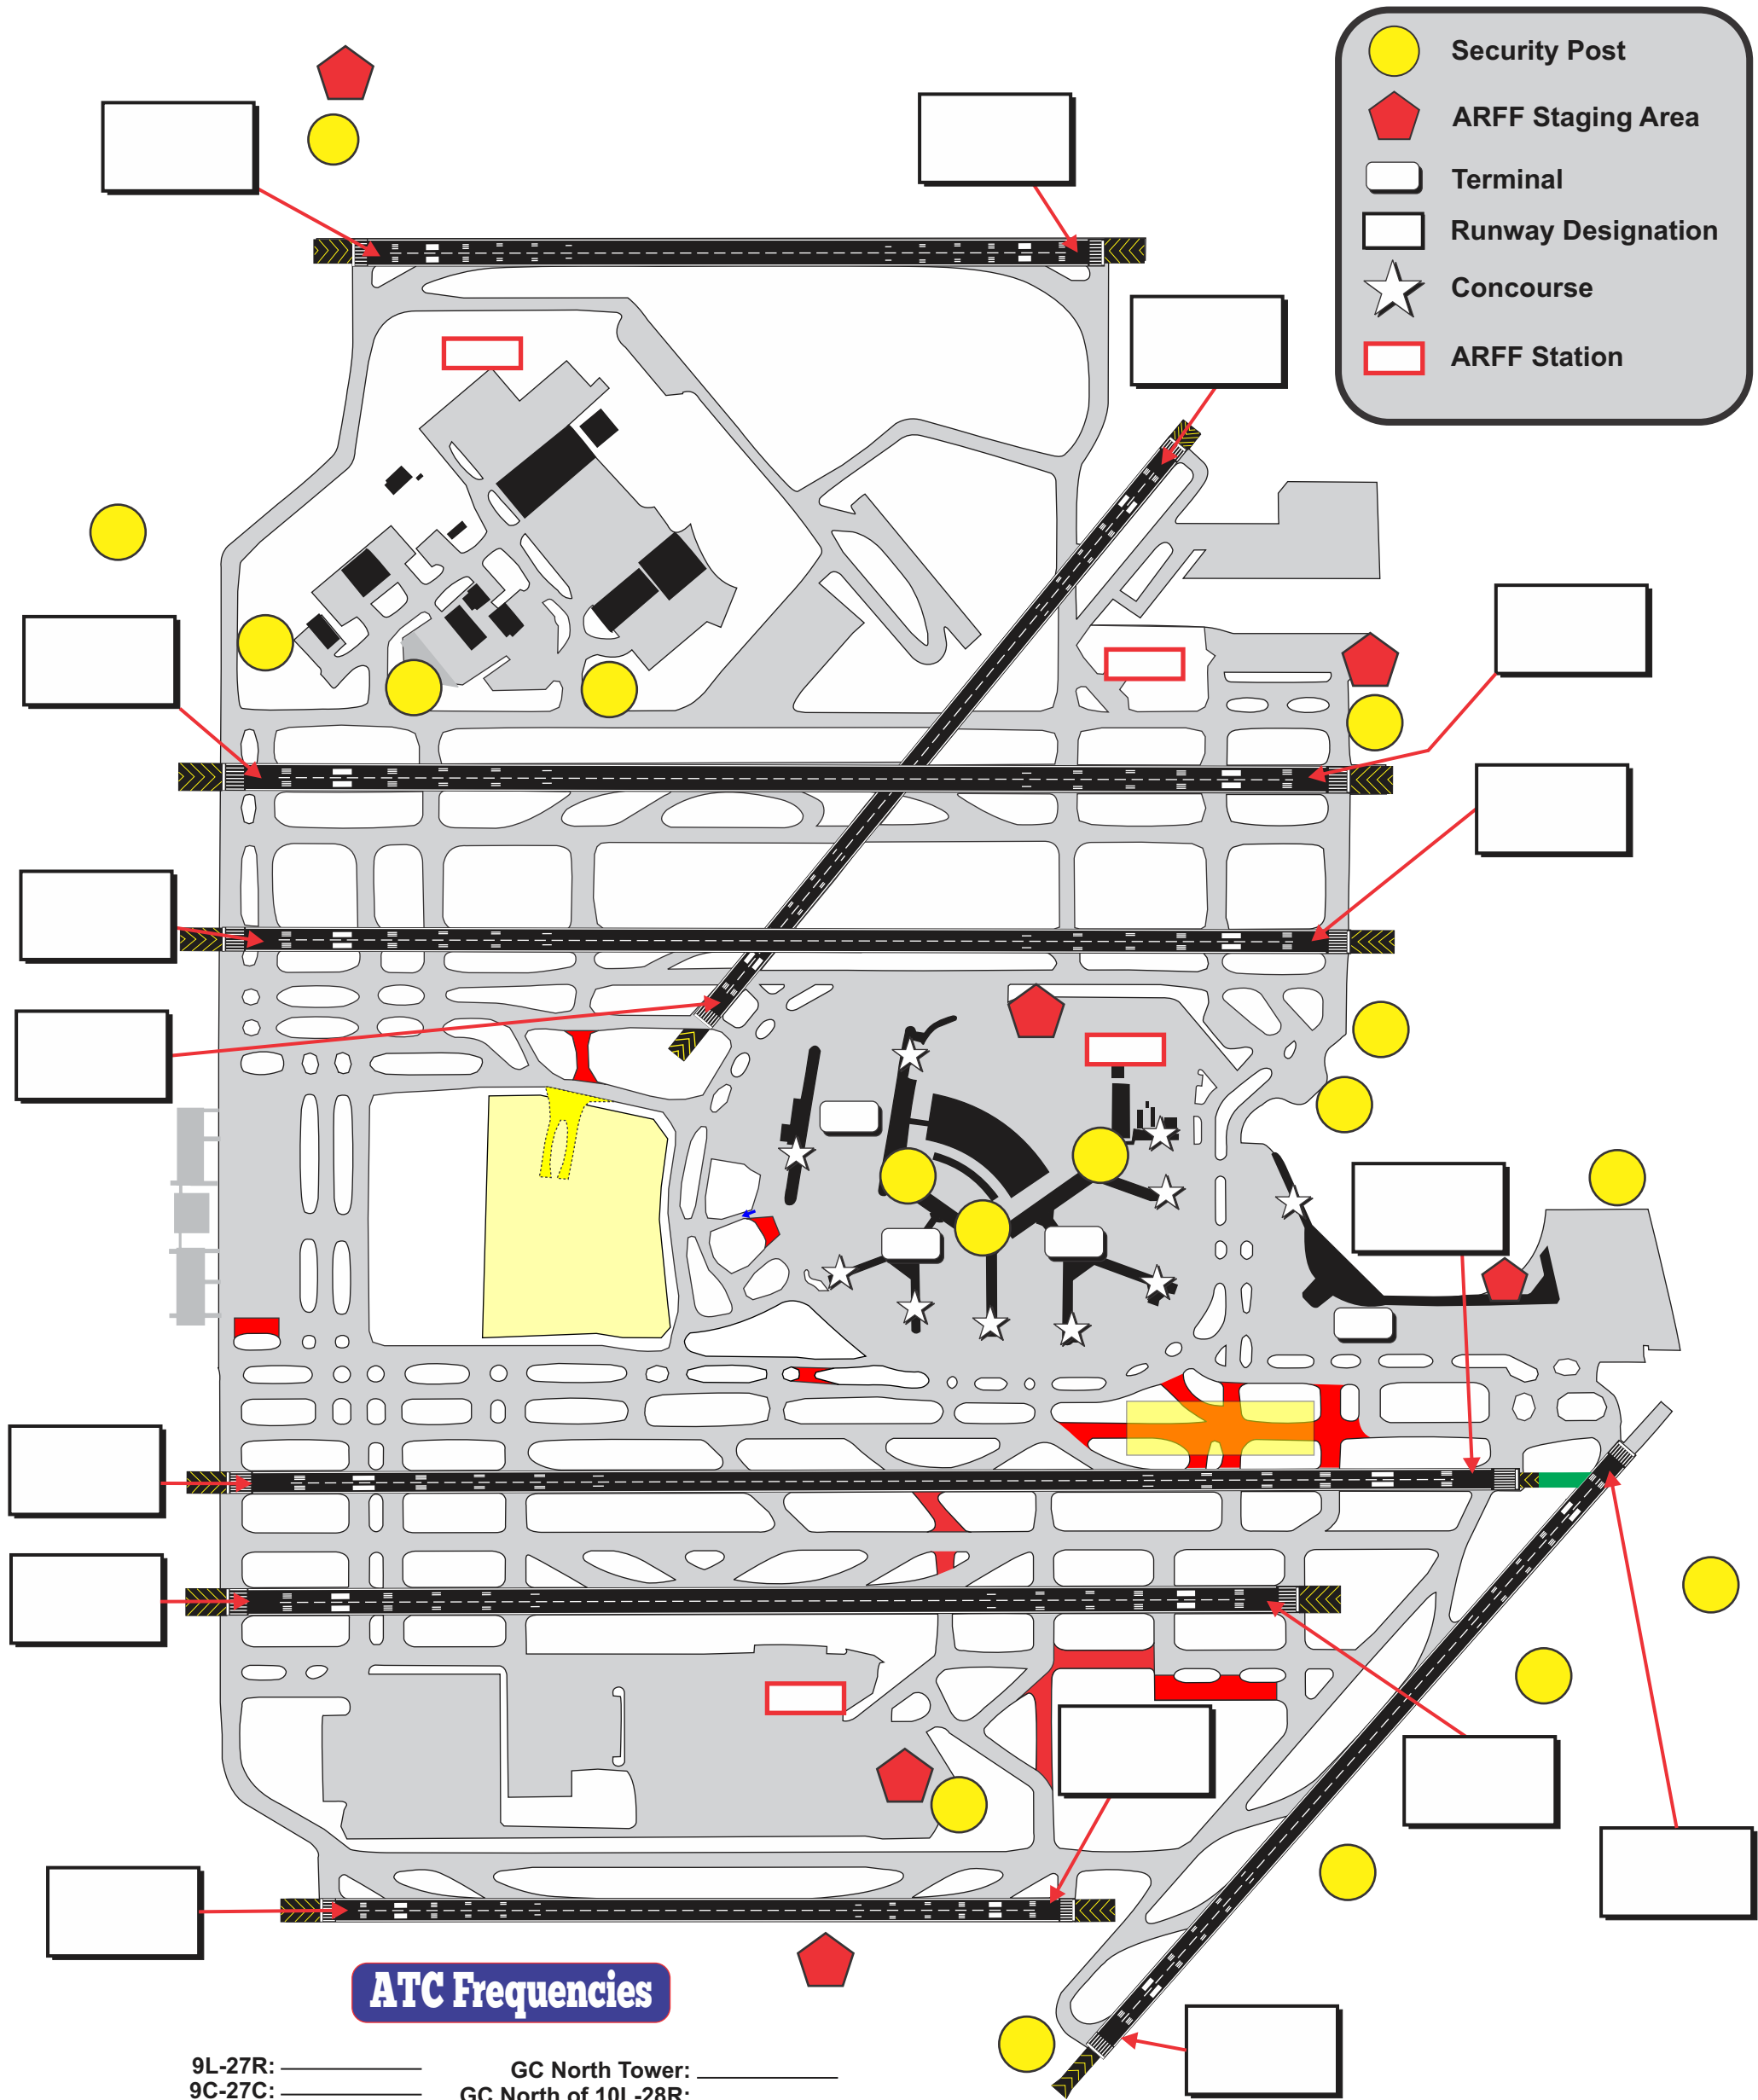 Security Post
ARFF Staging Area
Terminal
Runway Designation
Concourse
ARFF Station
ATC Frequencies
9L-27R:
9C-27C:
GC North Tower:
GC North of 10L-28R: